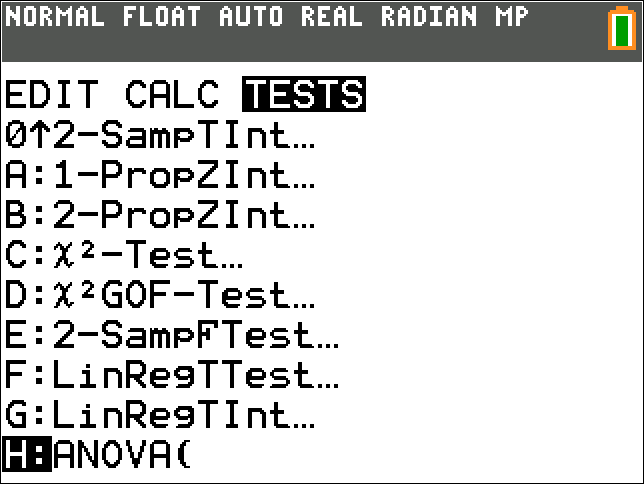 NORMAL FLOAT AUTO REAL RADIAN MP
EDIT CALC TESTS
0↑2-SampTInt…
A:1-PropZInt…
B:2-PropZInt…
C:χ²-Test…
D:χ²GOF-Test…
E:2-SampFTest…
F:LinRegTTest…
G:LinRegTInt…
H:ANOVA(